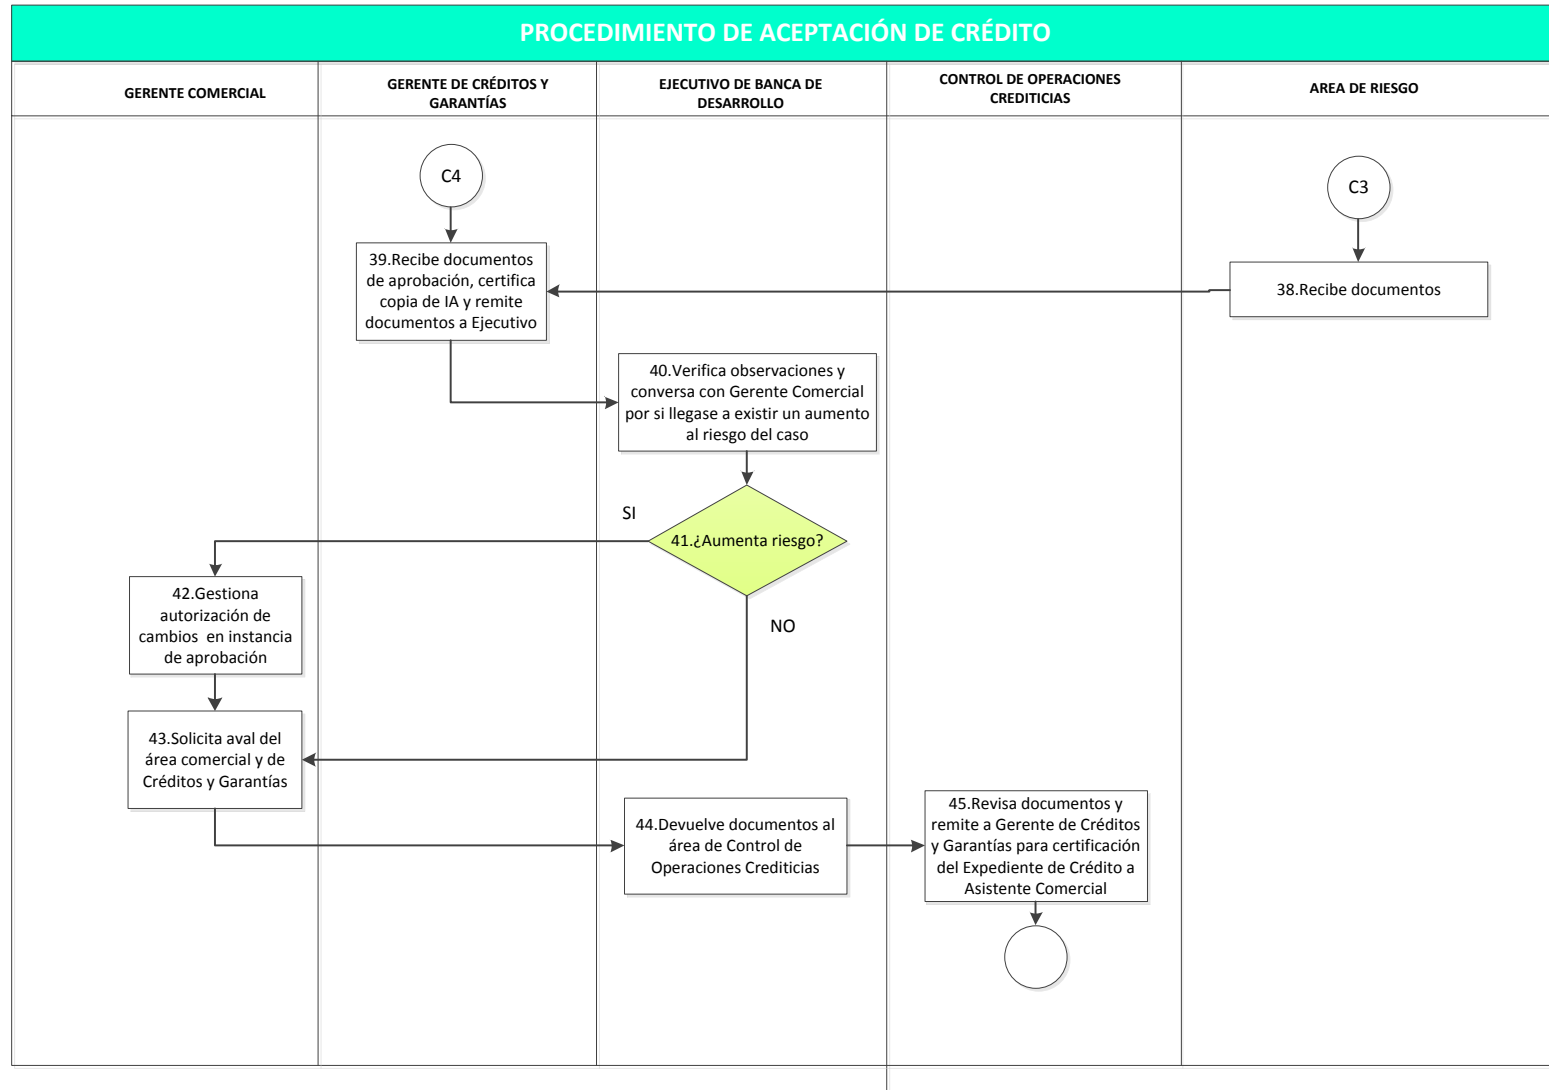 PROCEDIMIENTO DE ACEPTACIÓN DE CRÉDITO
GERENTE COMERCIAL
GERENTE DE CRÉDITOS Y
GARANTÍAS
EJECUTIVO DE BANCA DE
DESARROLLO
CONTROL DE OPERACIONES
CREDITICIAS
AREA DE RIESGO
C4
C3
38.Recibe documentos
39.Recibe documentos
de aprobación, certifica
copia de IA y remite
documentos a Ejecutivo
40.Verifica observaciones y
conversa con Gerente Comercial
por si llegase a existir un aumento
al riesgo del caso
41.¿Aumenta riesgo?
SI
NO
42.Gestiona
autorización de
cambios  en instancia
de aprobación
43.Solicita aval del
área comercial y de
Créditos y Garantías
44.Devuelve documentos al
área de Control de
Operaciones Crediticias
45.Revisa documentos y
remite a Gerente de Créditos
y Garantías para certificación
del Expediente de Crédito a
Asistente Comercial